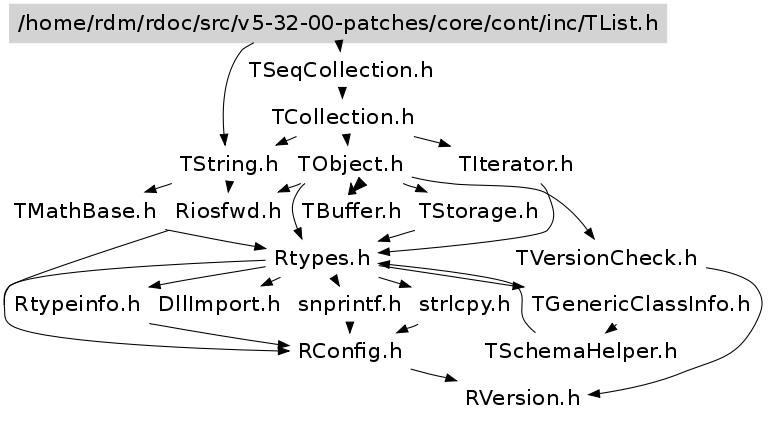 /home/rdm/rdoc/src/v5-32-00-patches/core/cont/inc/TList.h
TSeqCollection.h
TCollection.h
TString.h TObject.h TIterator.h
TMathBase.h Riosfwd.h TBuffer.h TStorage.h
Rtypes.h TVersionCheck.h
Rtypeinfo.h DllImport.h snprintf.h strlcpy.h TGenericClassInfo.h
RConfig.h TSchemaHelper.h
RVersion.h